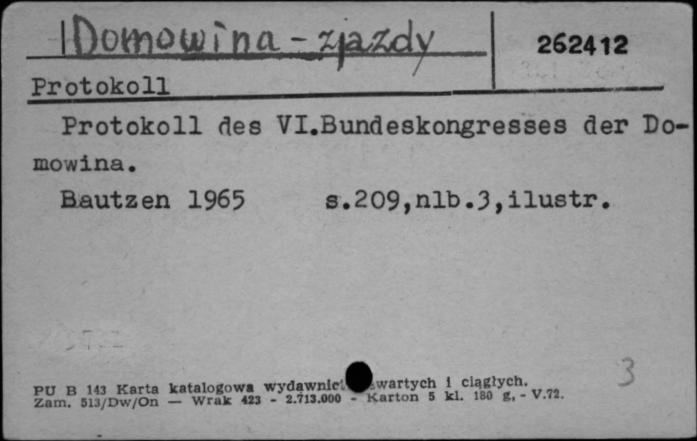 Domowina - zjazdy 262412
Protokoll
Protokoll des VI.Bundeskongresses der Do-
mowina.
Bautzen 1965 s.209,nlb.3,ilustr.
3
PU B 143 Karta katalogowa wydawnic wartych i ciągłych.
Zam. 513/Dw/On — Wrak 423 - 2.713.000 - Karton 5 kl. 180 g. - V.72.